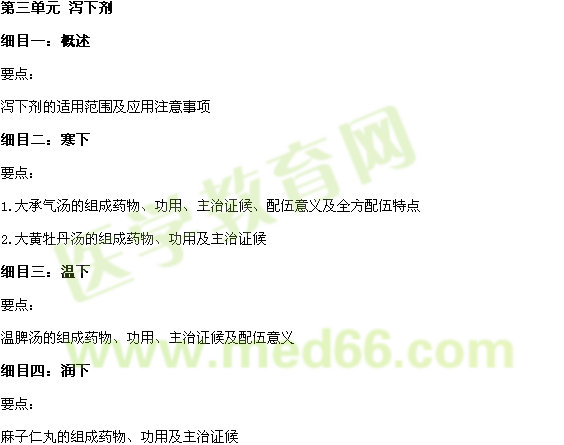 第三单元 泻下剂
细目一：概述
要点：
泻下剂的适用范围及应用注意事项
细目二：寒下
要点：
1.大承气汤的组成药物、功用、主治证候、配伍意义及全方配伍特点
2.大黄牡丹汤的组成药物、功用及主治证候
细目三：温下
要点：
温脾汤的组成药物、功用、主治证候及配伍意义
细目四：润下
要点：
麻子仁丸的组成药物、功用及主治证候
医学教育网
www.med66.com